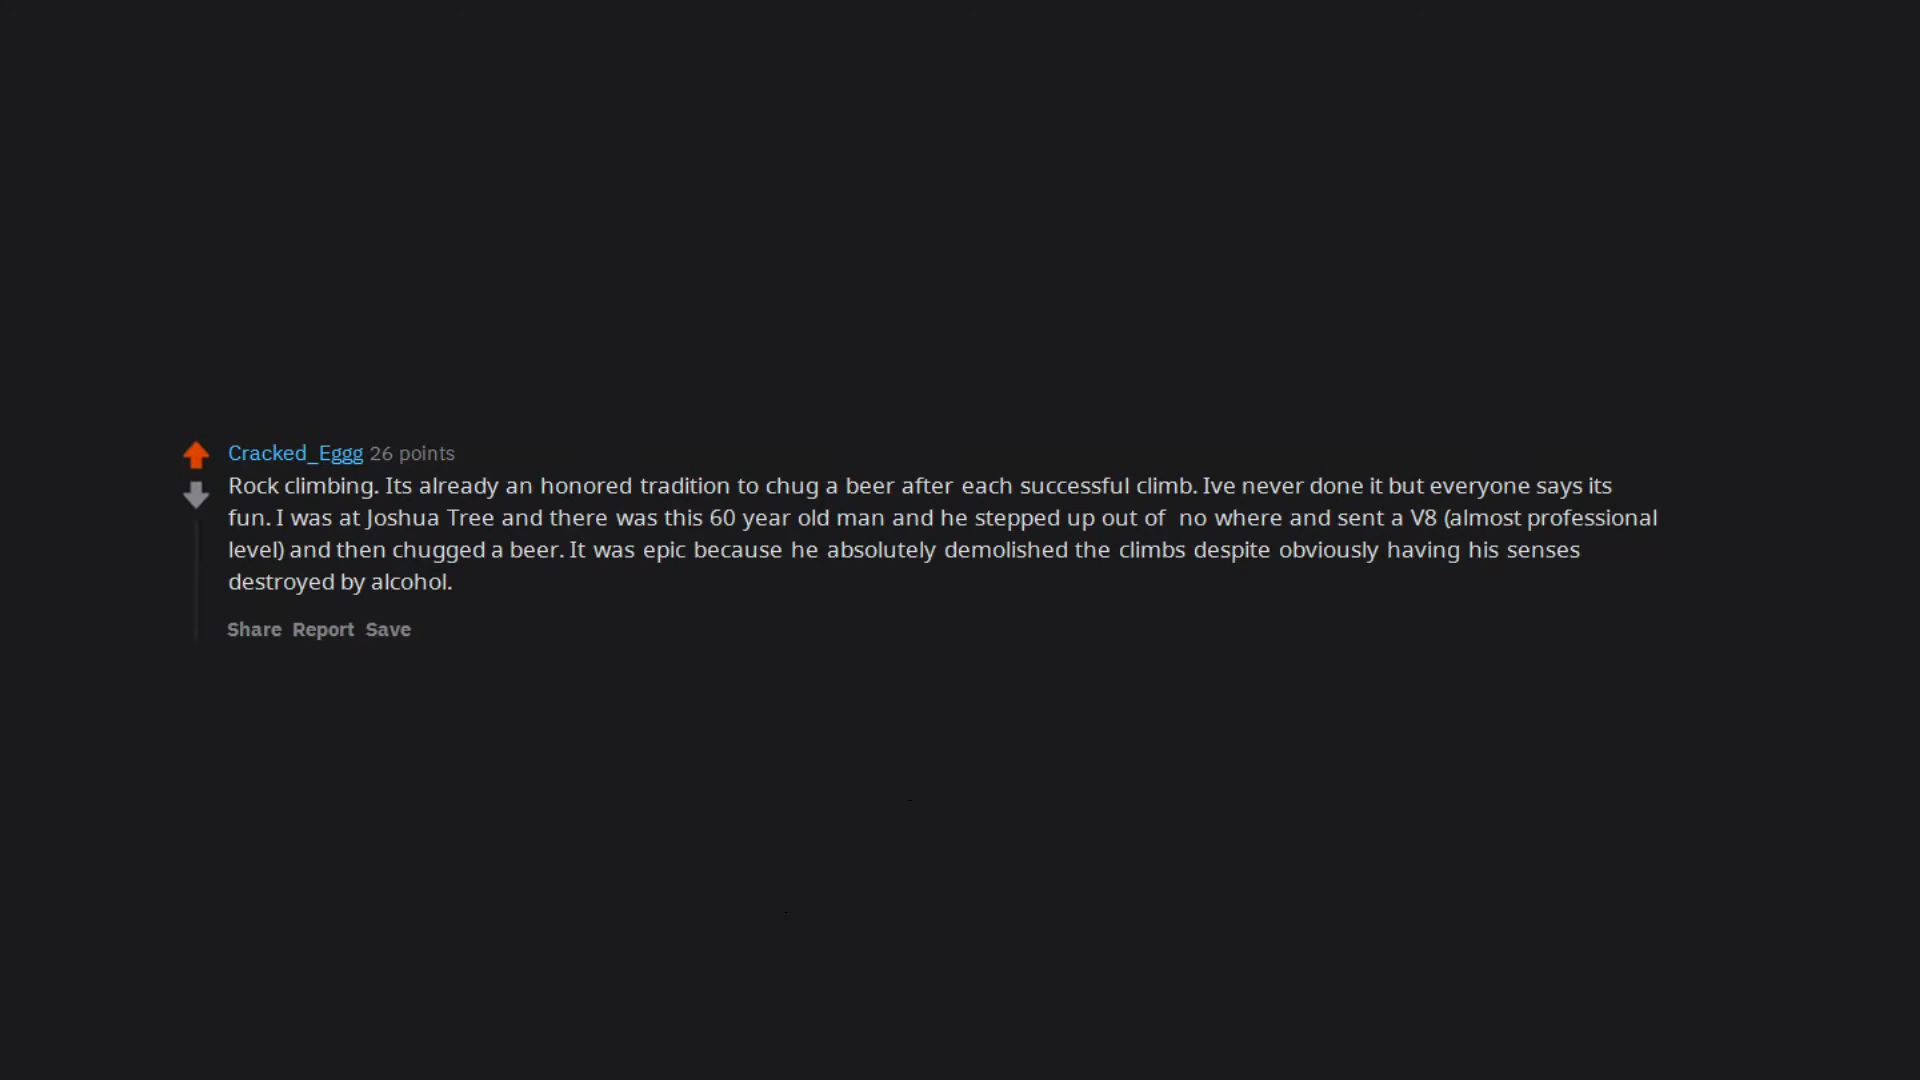 Cracked_Eggg 26 points
Rock climbing. Its already an honored tradition to chug a beer after each successful climb. Ive never done it but everyone says its
fun. I was at Joshua Tree and there was this 60 year old man and he stepped up out of  no where and sent a V8 (almost professional
level) and then chugged a beer. It was epic because he absolutely demolished the climbs despite obviously having his senses
destroyed by alcohol.
Share Report Save